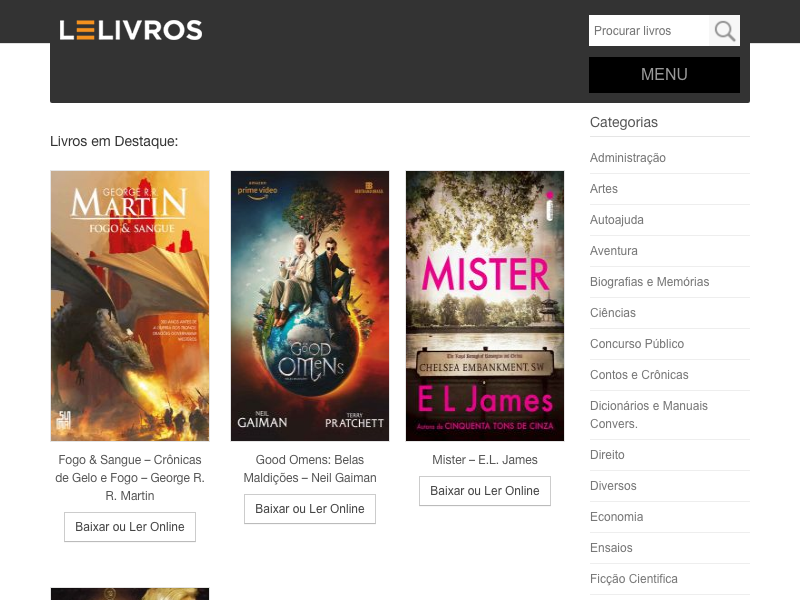 LELIVROS
Procurar livros
MENU
Livros em Destaque:
GEORGE R.R.
MARTIN
FOGO & SANGUE
Fogo & Sangue – Crônicas
de Gelo e Fogo – George R.
R. Martin
Baixar ou Ler Online
prime video
GOOD
OMENS
NEIL
GAIMAN
TERRY
PRATCHETT
Good Omens: Belas
Maldições – Neil Gaiman
Baixar ou Ler Online
MISTER
CHELSEA EMBANKMENT, SW
E L James
Autora de CINQUENTA TONS DE CINZA
Mister – E.L. James
Baixar ou Ler Online
Categorias
Administração
Artes
Autoajuda
Aventura
Biografias e Memórias
Ciências
Concurso Público
Contos e Crônicas
Dicionários e Manuais
Convers.
Direito
Diversos
Economia
Ensaios
Ficção Cientifica